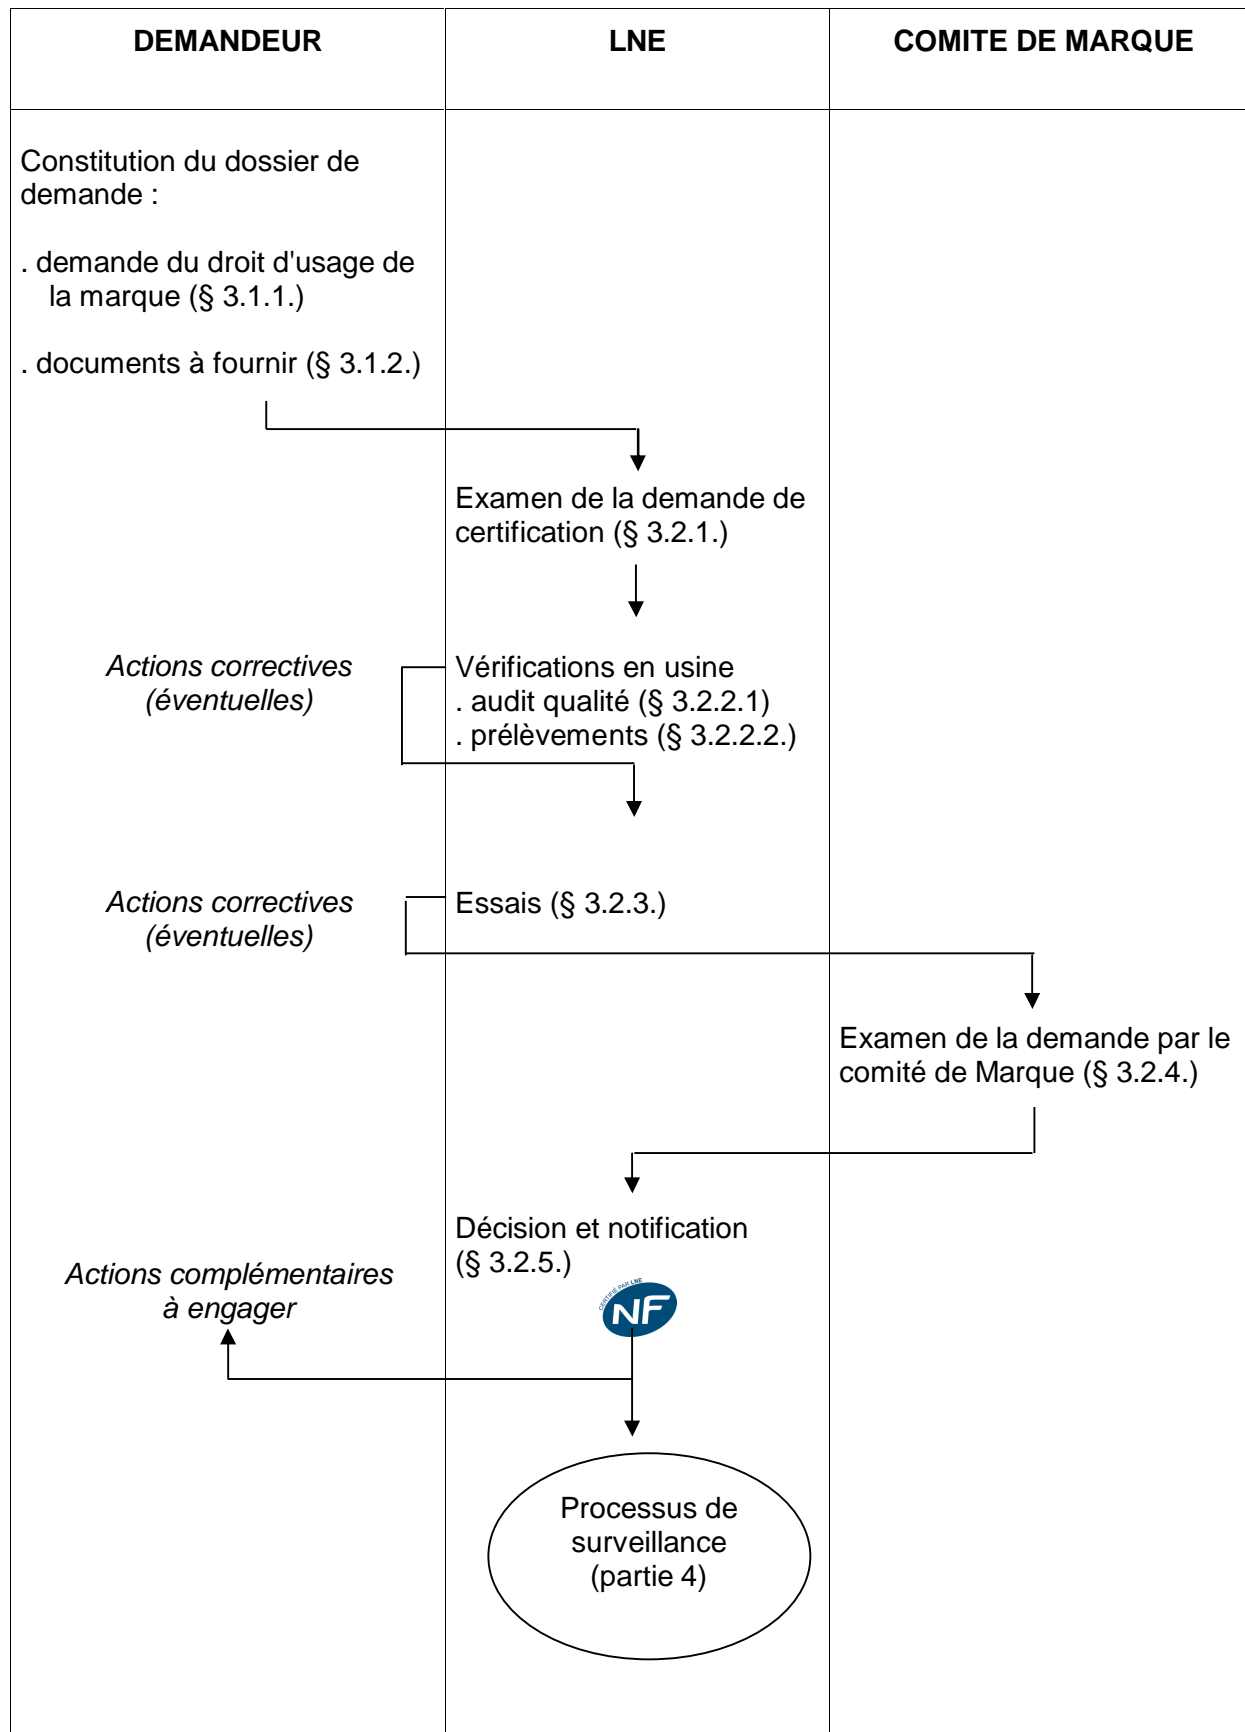 DEMANDEUR
LNE
COMITE DE MARQUE
Constitution du dossier de
demande :
. demande du droit d'usage de
la marque (§ 3.1.1.)
. documents à fournir (§ 3.1.2.)
Examen de la demande de
certification (§ 3.2.1.)
Actions correctives
(éventuelles)
Vérifications en usine
. audit qualité (§ 3.2.2.1)
. prélèvements (§ 3.2.2.2.)
Actions correctives
(éventuelles)
Essais (§ 3.2.3.)
Examen de la demande par le
comité de Marque (§ 3.2.4.)
Décision et notification
(§ 3.2.5.)
Actions complémentaires
à engager
CERTIFIÉ PAR LNE
NF
Processus de
surveillance
(partie 4)